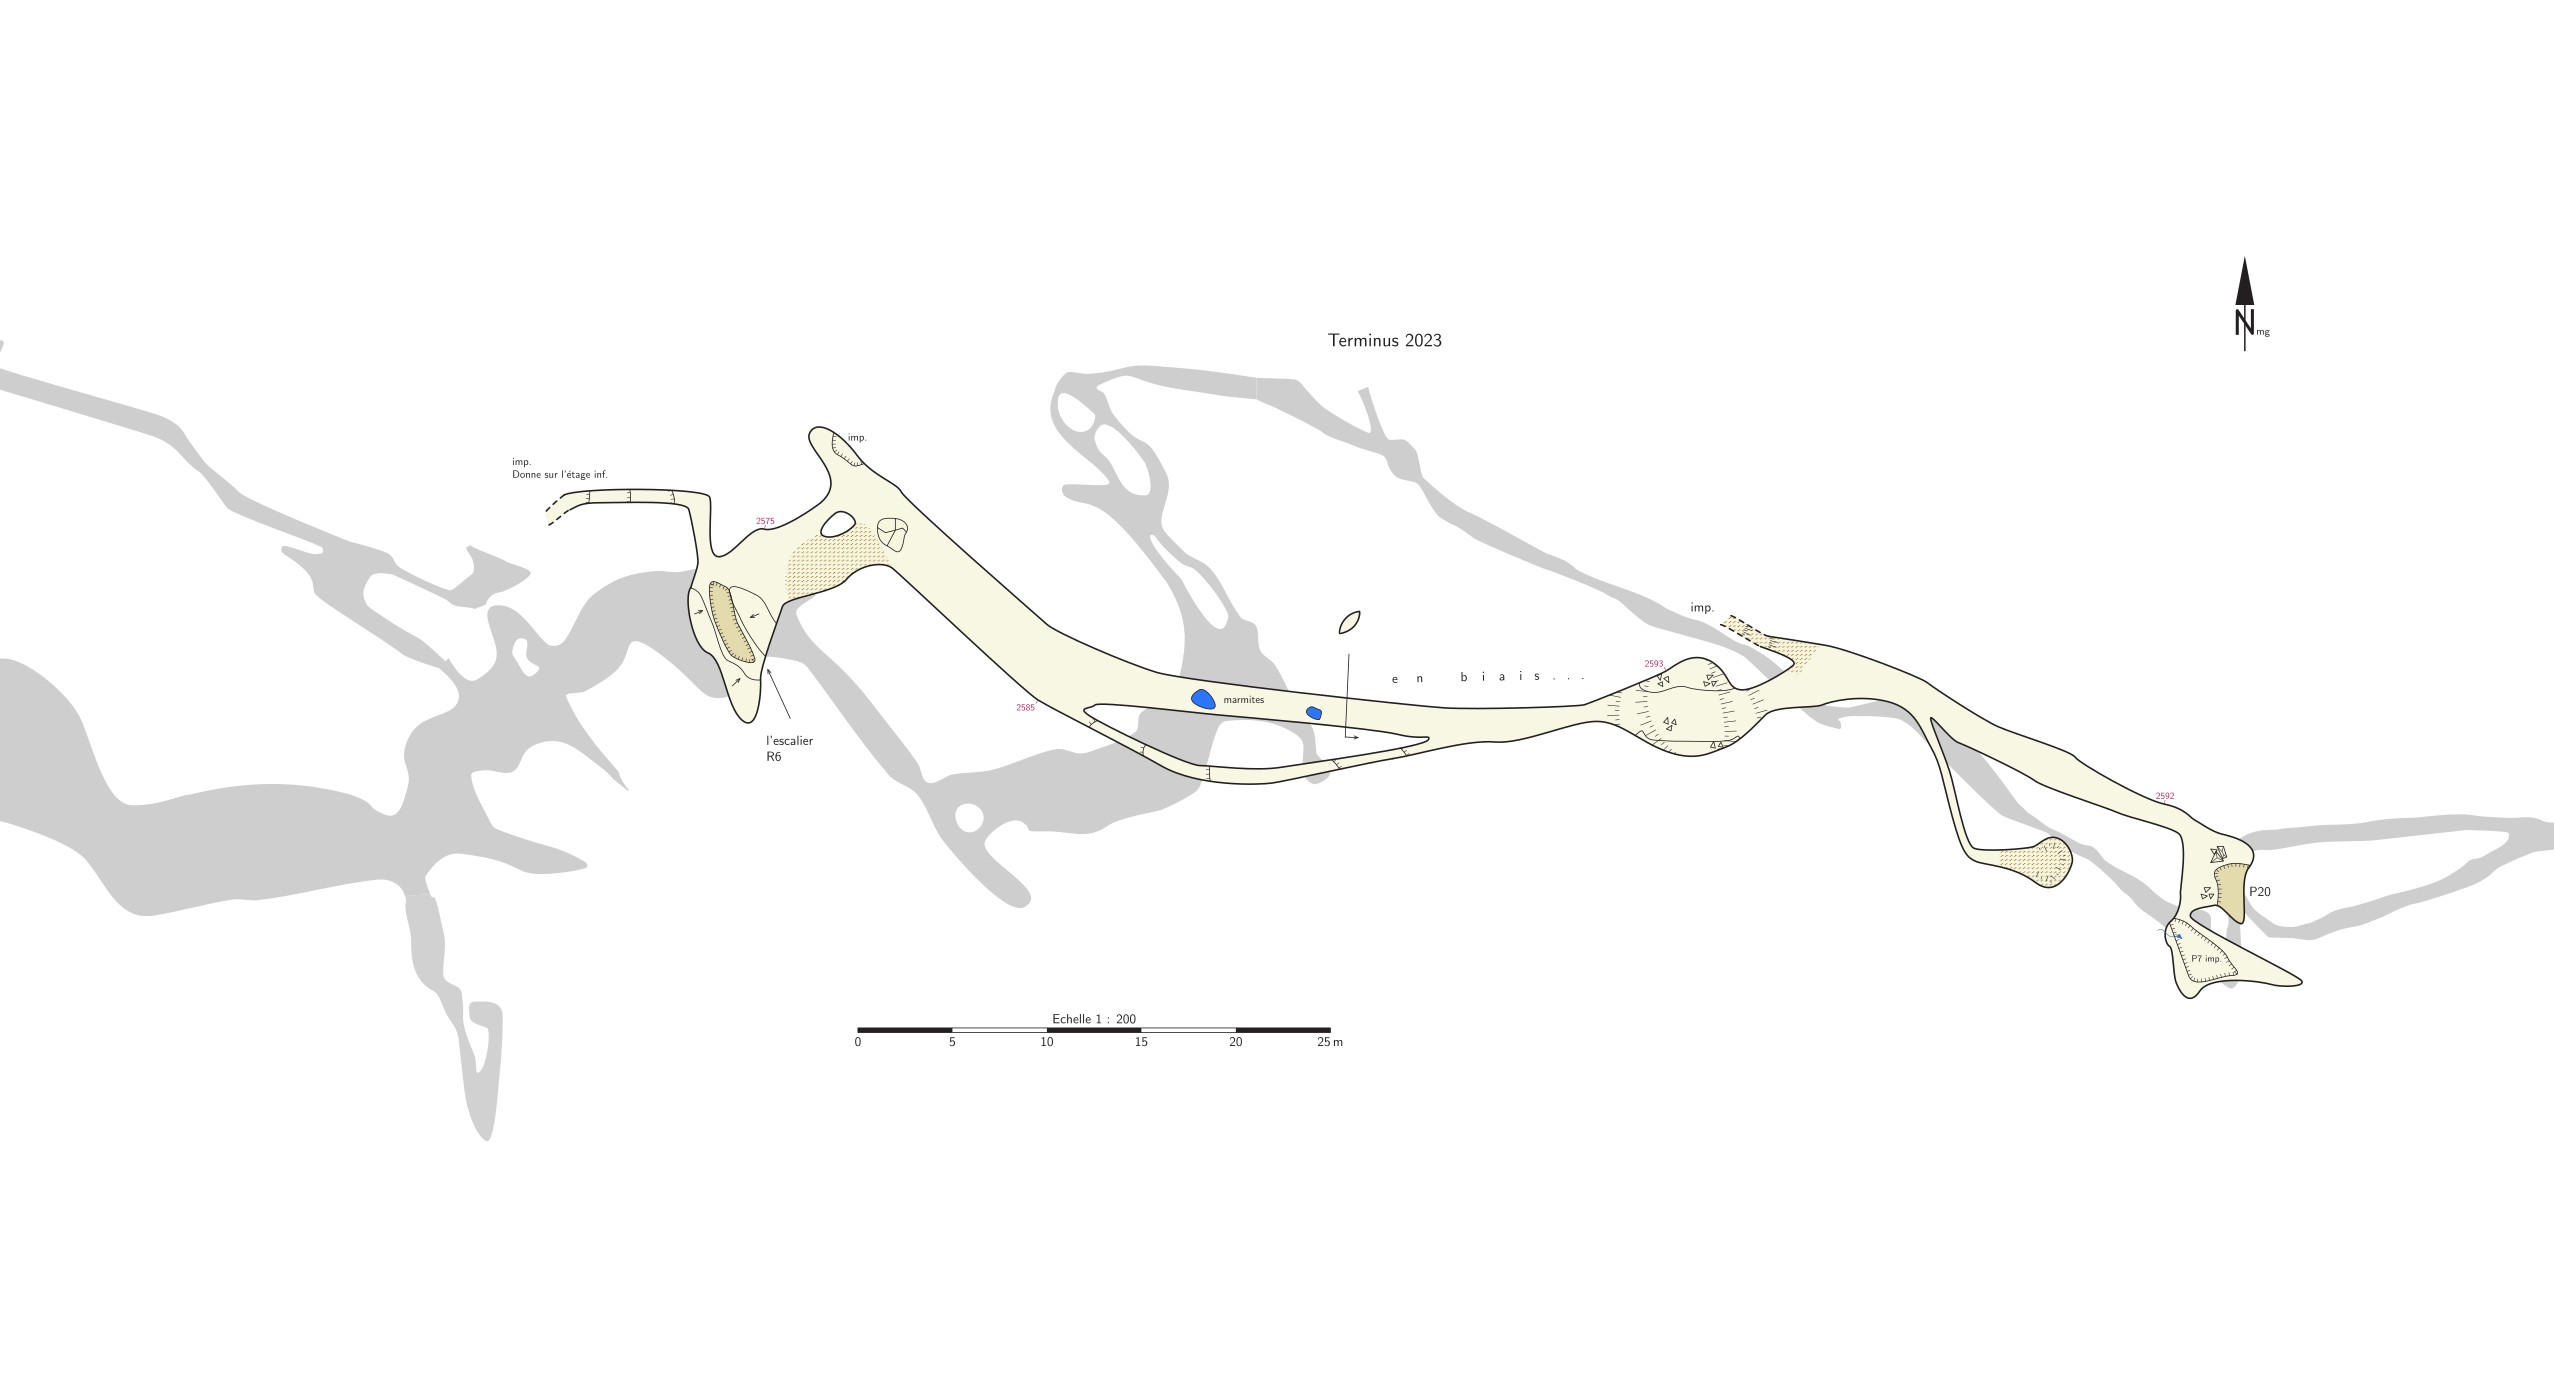 Terminus 2023
N mg
imp.
imp.
Donne sur l'étage inf.
2575
imp.
2593
e n b i a i s . . .
marmites
2585
l'escalier
R6
2592
P20
P7 imp.
Echelle 1 : 200
0 5 10 15 20 25 m